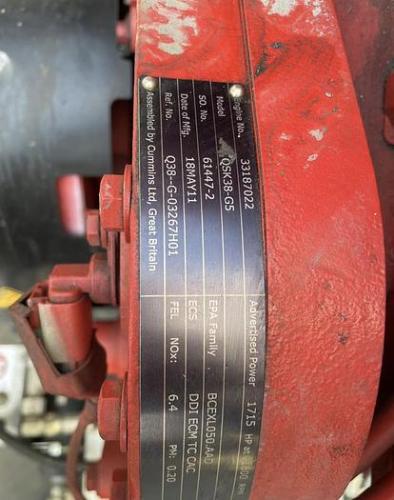 Engine No. 33187022 Advertised Power 1715 HP at
Model QSK38-G5
SO. No. 61447-2 EPA Family BCEXL050.AAD
Date of Mfg. 18MAY11 ECS DDI ECM TC CAC
Ref. No. Q38--G-03267H01 FEL NOx: 6.4 PM: 0.20
Assembled by Cummins Ltd, Great Britain